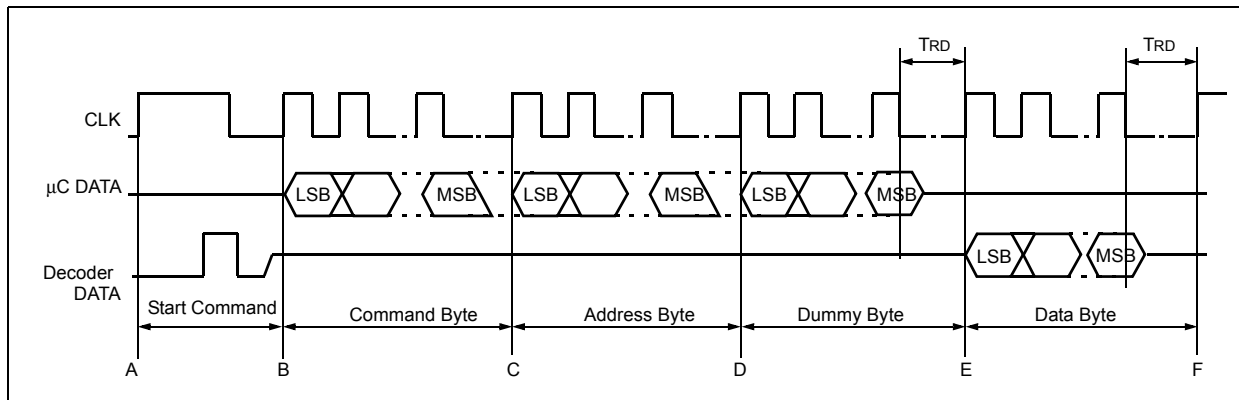 TRD TRD
CLK
μC DATA LSB MSB LSB MSB LSB MSB
Decoder
DATA LSB MSB
Start Command Command Byte Address Byte Dummy Byte Data Byte
A B C D E F